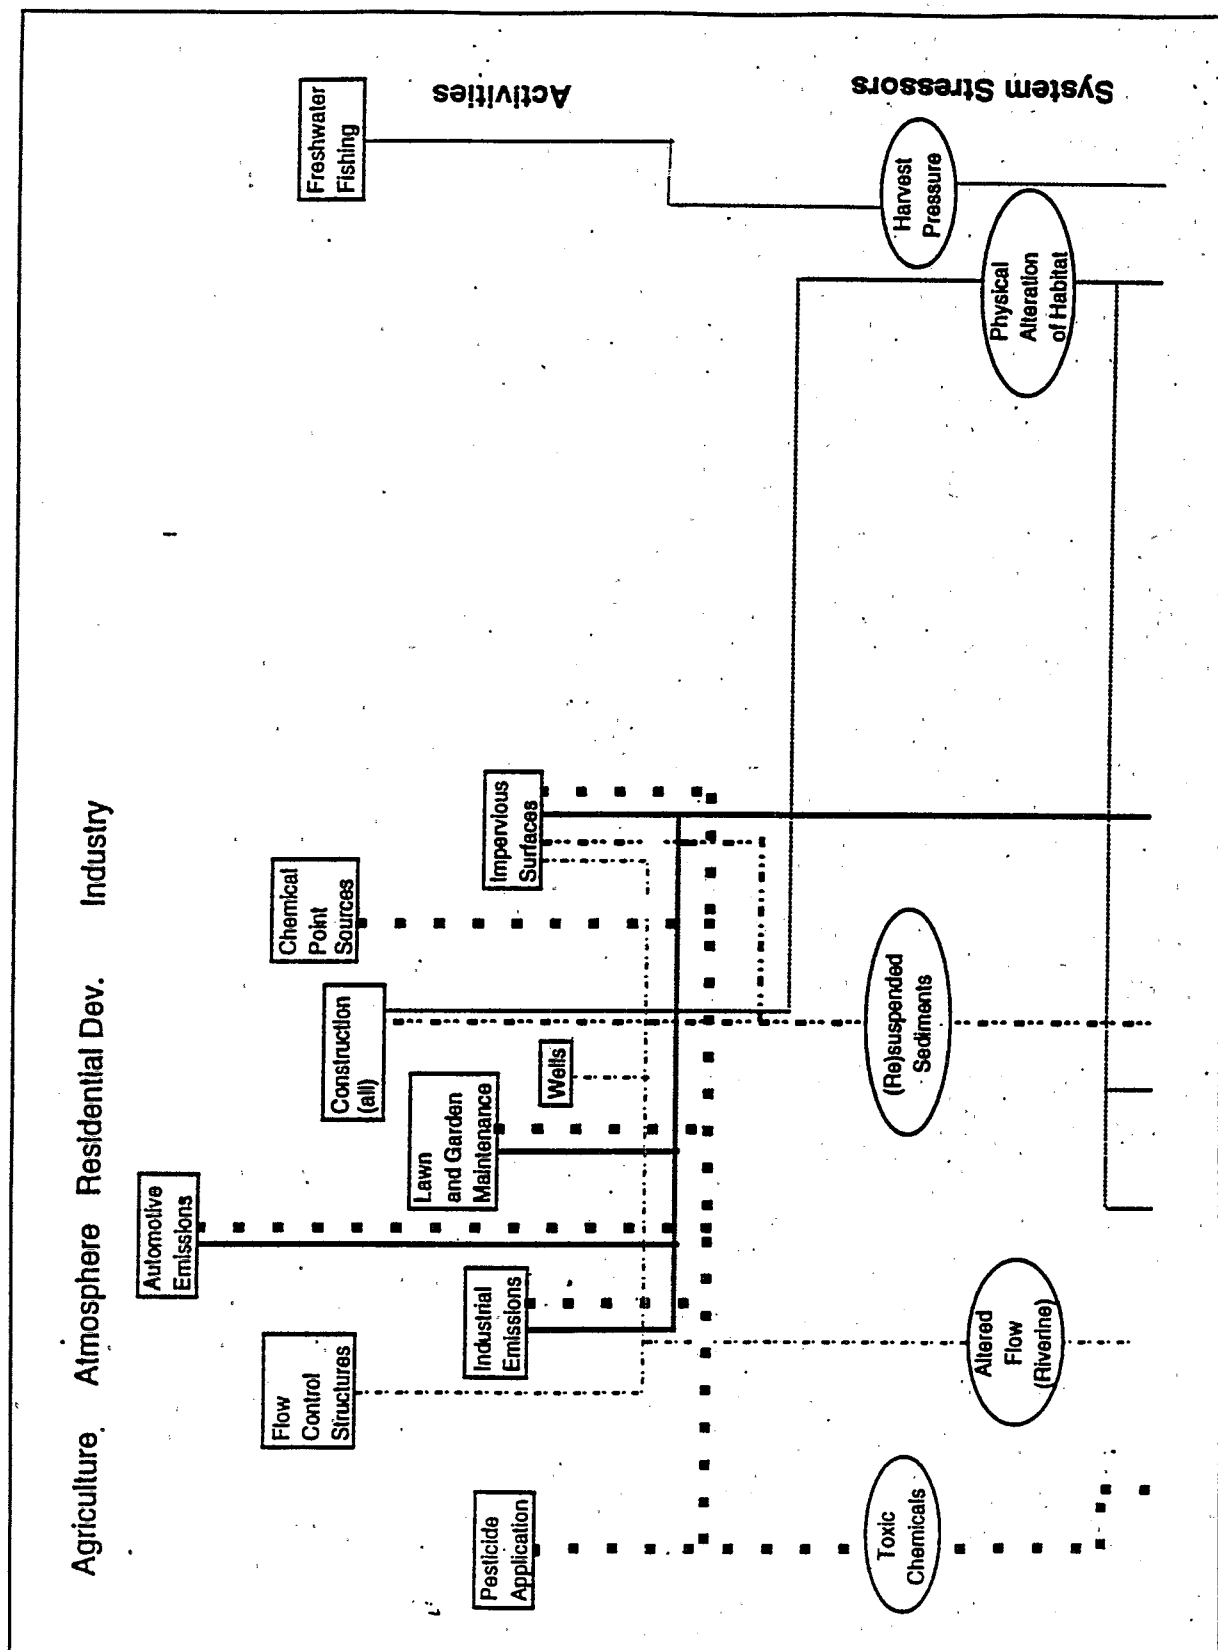 Agriculture
Atmosphere
Residential Dev.
Industry
Automotive
Emissions
Flow
Control
Structures
Chemical
Point
Sources
Freshwater
Fishing
Construction
(all)
Lawn
and Garden
Maintenance
Industrial
Emissions
Pesticide
Application
Wells
Impervious
Surfaces
Activities
System Stressors
Toxic
Chemicals
Altered
Flow
(Riverine)
(Re)suspended
Sediments
Physical
Alteration
of Habitat
Harvest
Pressure